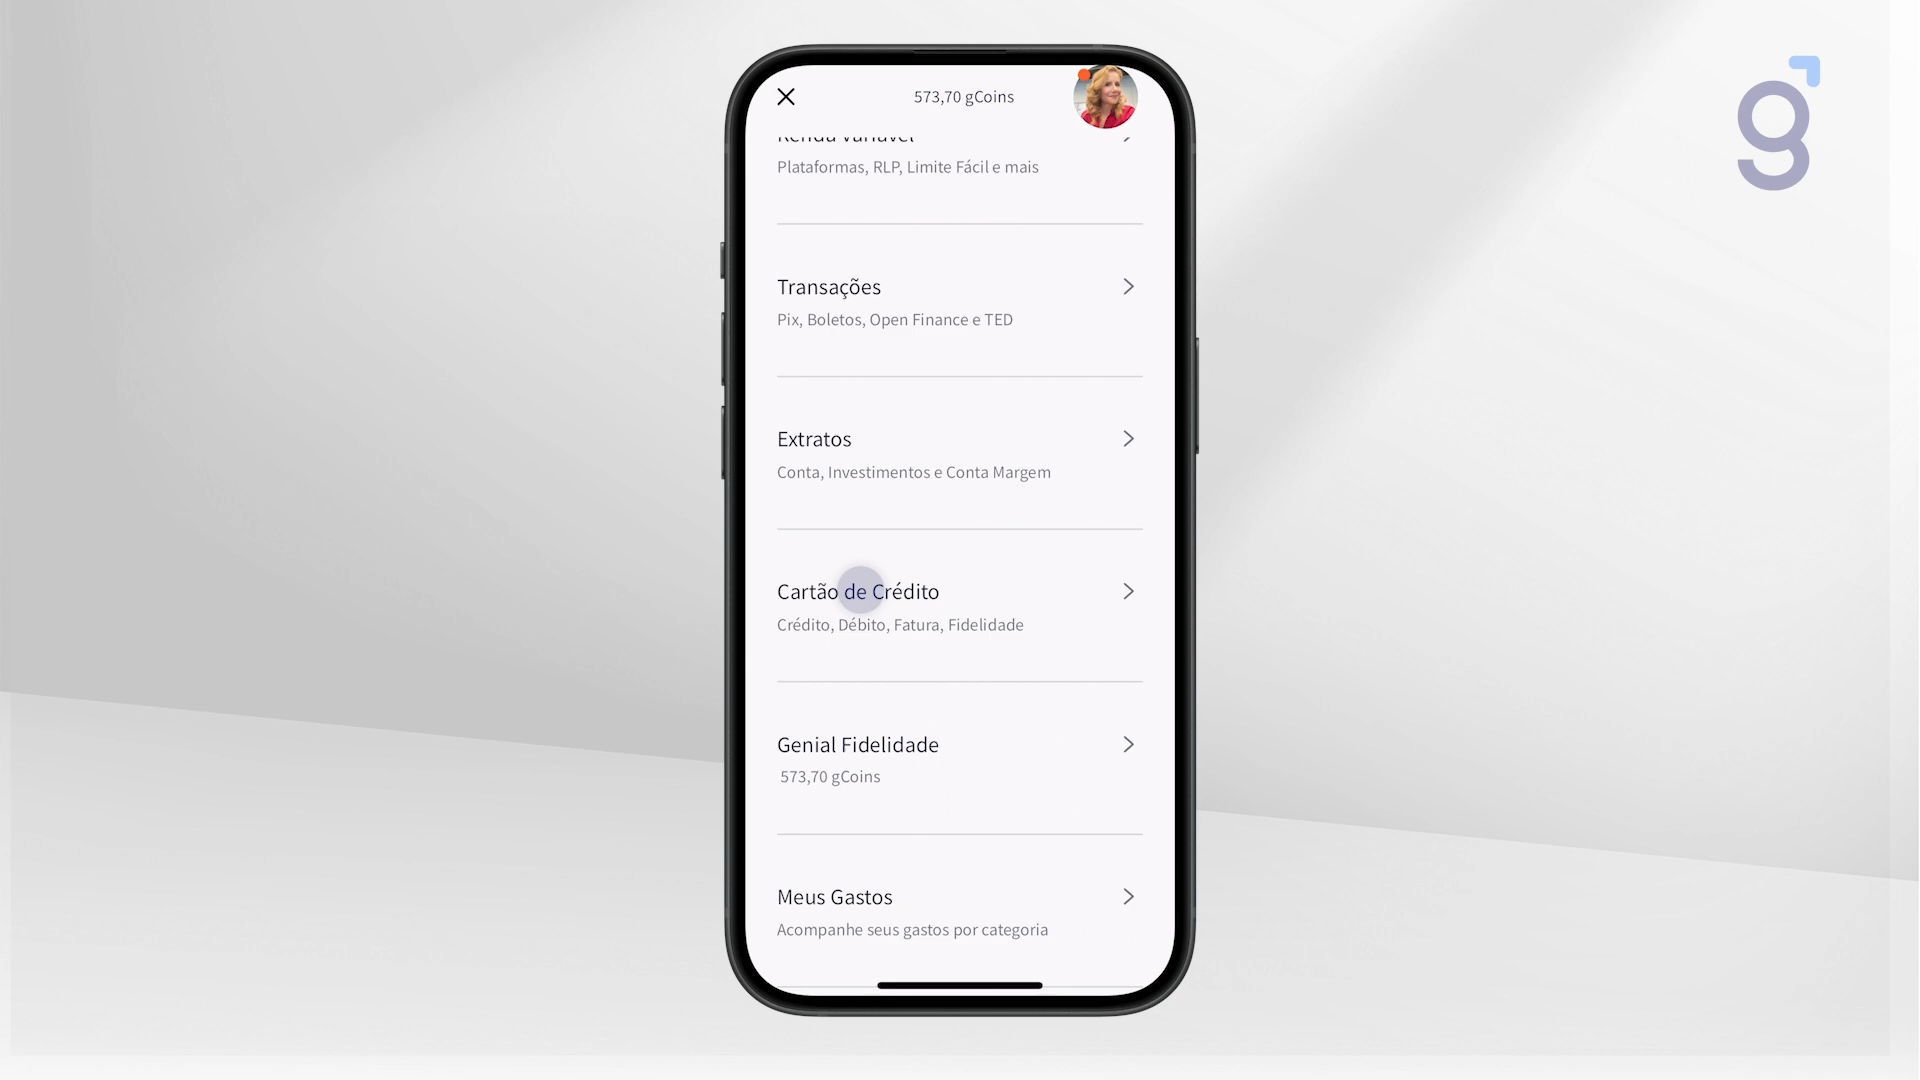 573,70 gCoins
Renda Variável
Plataformas, RLP, Limite Fácil e mais
Transações
Pix, Boletos, Open Finance e TED
Extratos
Conta, Investimentos e Conta Margem
Cartão de Crédito
Crédito, Débito, Fatura, Fidelidade
Genial Fidelidade
573,70 gCoins
Meus Gastos
Acompanhe seus gastos por categoria